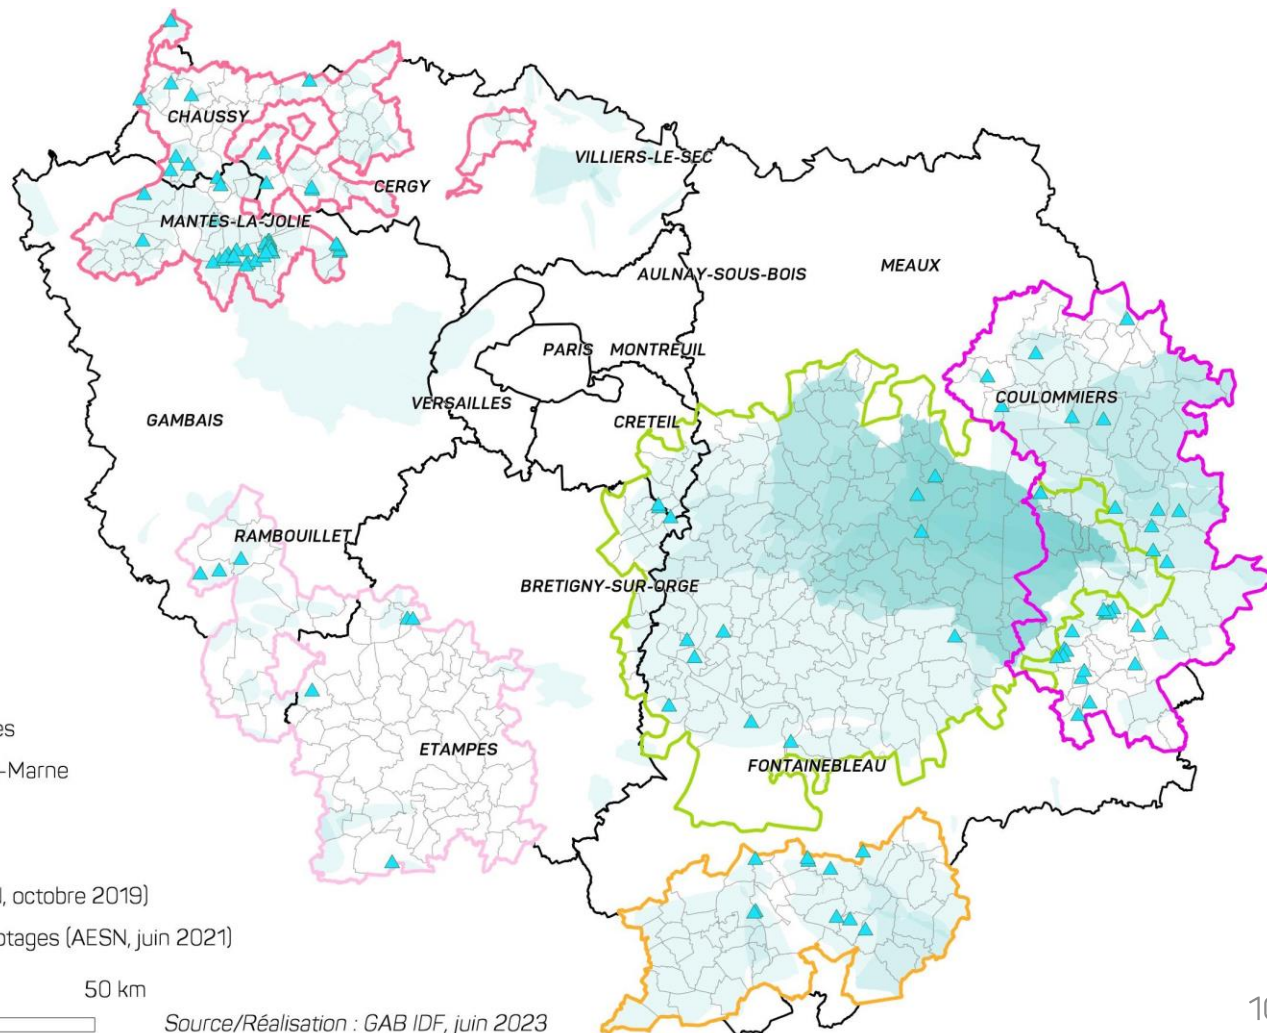 CHAUSSY
VILLIERS-LE-SEC
CERGY
MANTES-LA-JOLIE
AULNAY-SOUS-BOIS
MEAUX
PARIS
MONTREUIL
COULOMMIERS
VERSAILLES
GAMBAIS
CRETEIL
RAMBOUILLET
BRETIGNY-SUR-ORGE
ETAMPES
FONTAINEBLEAU
-Marne
, octobre 2019)
(AESN, juin 2021)
50 km
Source/Réalisation : GAB IDF, juin 2023
10